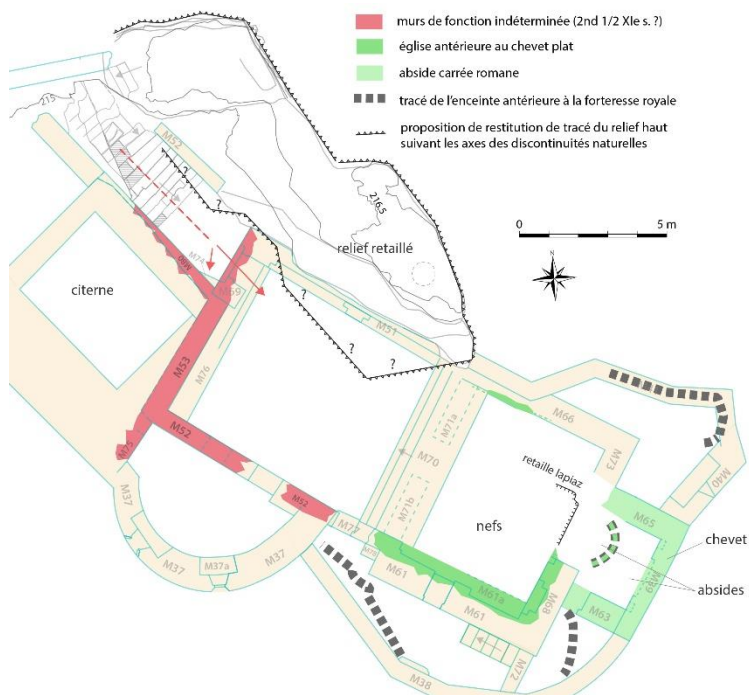 murs de fonction indéterminée (2nd 1/2 XIe s. ?)
église antérieure au chevet plat
abside carrée romane
tracé de l'enceinte antérieure à la forteresse royale
proposition de restitution de tracé du relief haut
suivant les axes des discontinuités naturelles
0 5 m
215
M52
?
216.5
relief retaillé
M74
M80
M69
citerne
?
M51
?
?
M53
M76
M52
M75
M71a
M66
M70
M73
retaille lapiaz
M40
M71b
M65
nefs
chevet
M37
M52
M77
M78
M37
M37a
M37
M61
M61a
M68
M39
absides
M63
M61
M72
M38